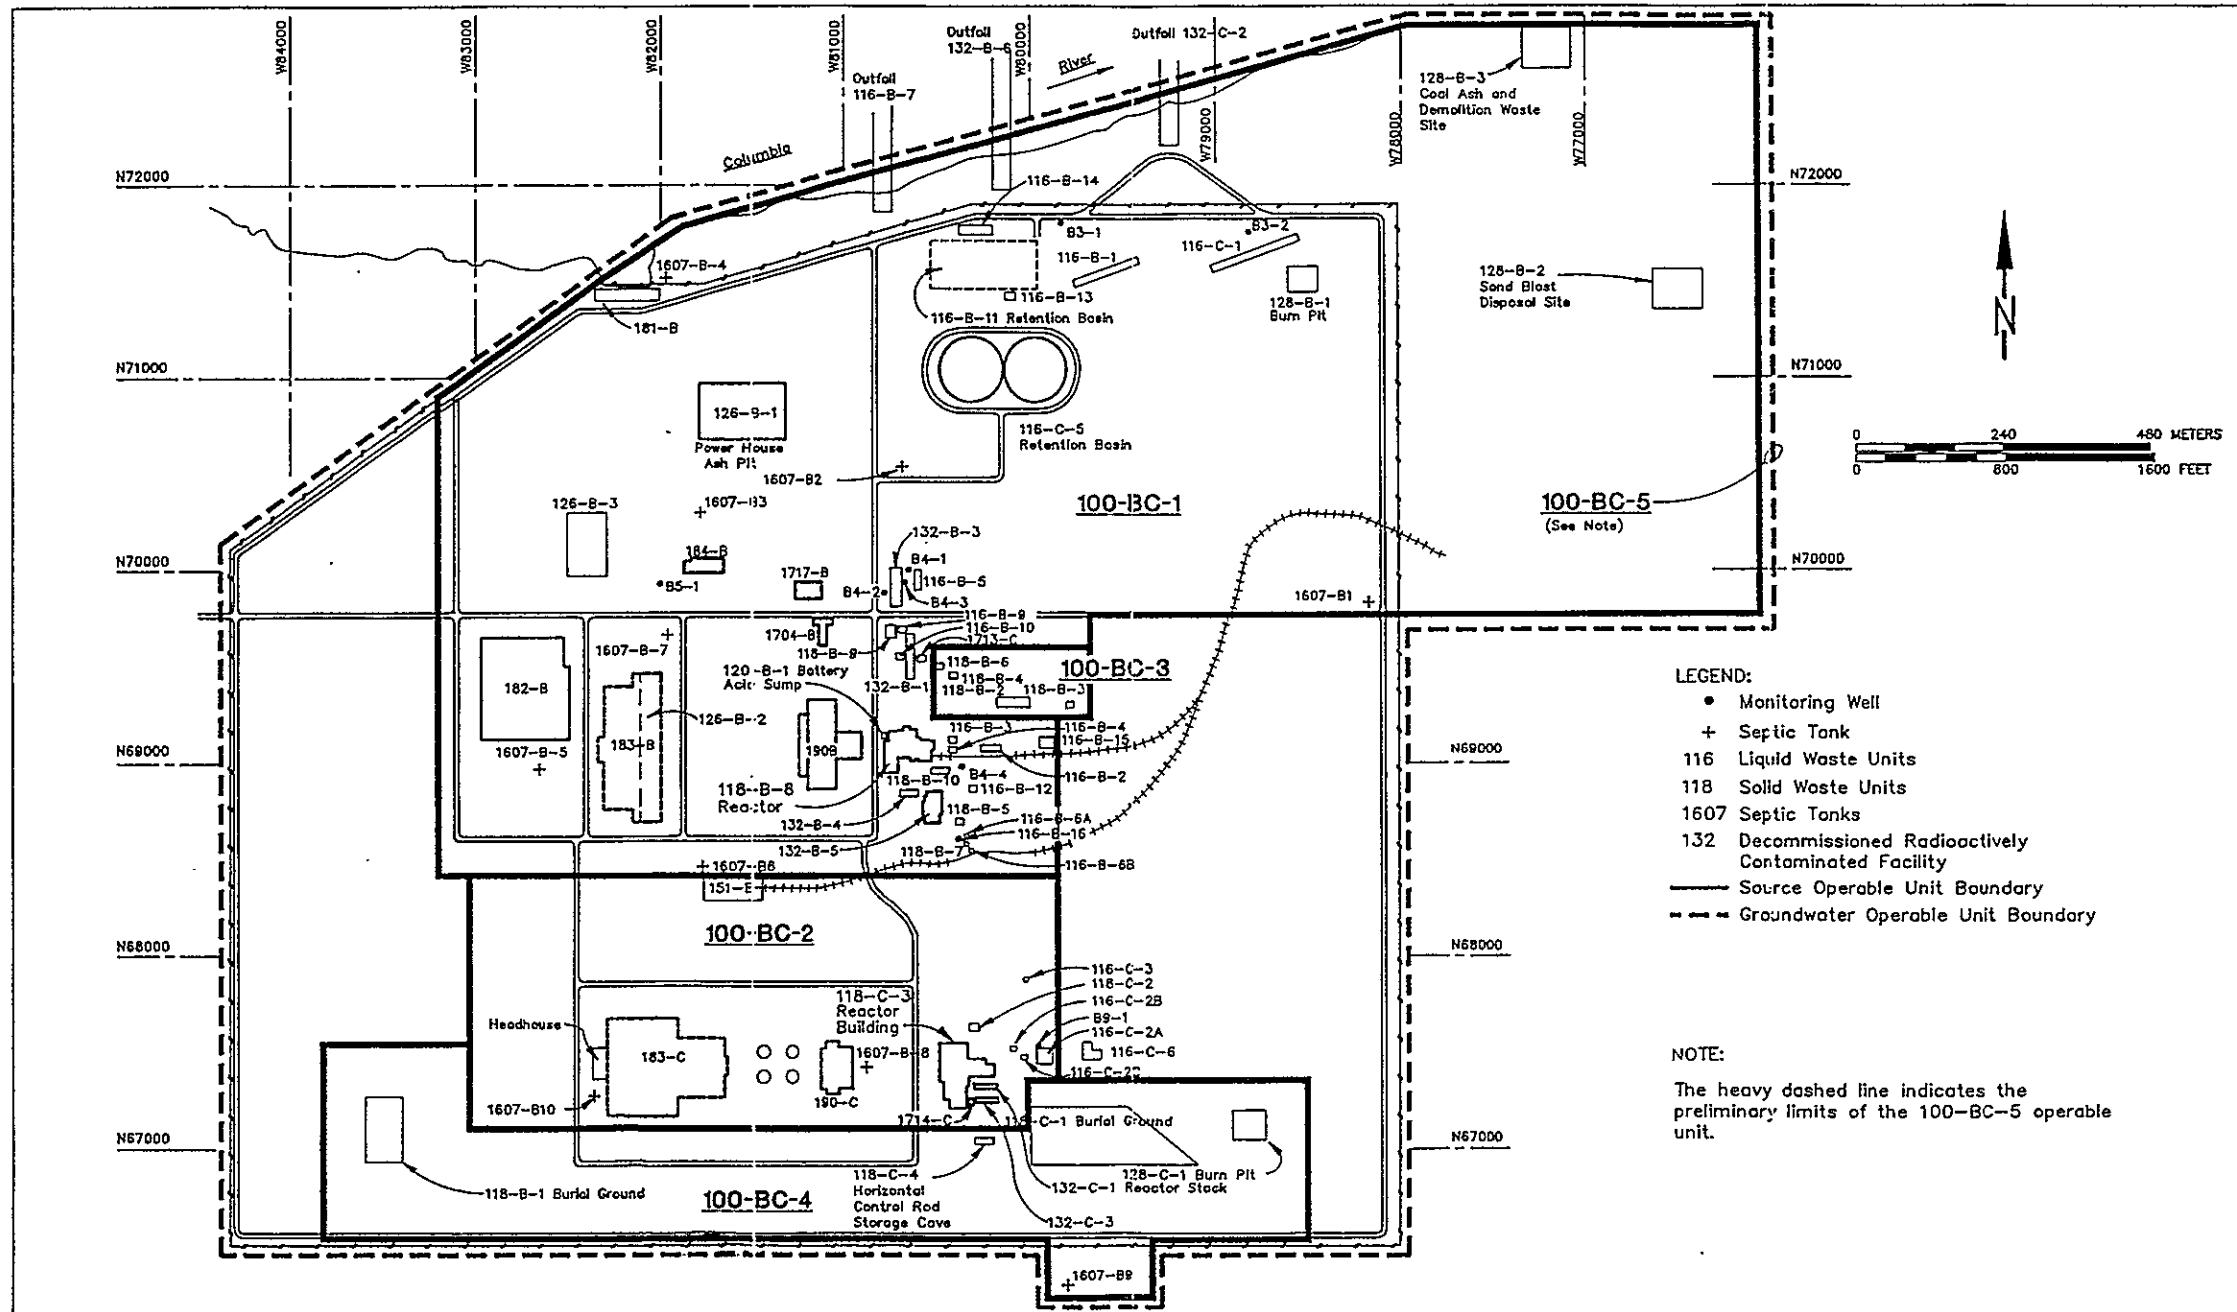 W84000
W83000
W82000
W81000
W80000
W79000
W78000
W77000
Outfall
132-B-6
Outfall 132-C-2
Outfall
116-B-7
River
Columbia
128-B-3
Coal Ash and
Demolition Waste
Site
N72000
N72000
116-B-14
B3-1
B3-2
116-C-1
116-B-1
1607-B-4
116-B-13
116-B-11 Retention Basin
128-B-1
Burn Pit
128-B-2
Sand Blast
Disposal Site
N
181-B
N71000
N71000
126-B-1
Power House
Ash Pit
116-C-5
Retention Basin
0 240 480 METERS
0 800 1600 FEET
1607-B2
126-B-3
1607-B3
100-BC-1
100-BC-5
(See Note)
132-B-3
184-B
B4-1
N70000
N70000
1717-B
116-B-5
B5-1
B4-2
B4-3
1607-B1
116-B-9
116-B-10
1713-C
1704-B
118-B-9
1607-B-7
120-B-1 Battery
Acid Sump
132-B-1
118-B-6
118-B-4
118-B-2
118-B-3
100-BC-3
182-B
126-B-2
183-B
190B
116-B-3
116-B-4
116-B-15
1607-B-5
N69000
N69000
118-B-10
B4-4
116-B-2
116-B-12
118-B-8
Reactor
118-B-5
132-B-4
116-B-6A
116-B-16
132-B-5
118-B-7
116-B-6B
1607-B6
151-B
100-BC-2
N68000
N68000
LEGEND:
Monitoring Well
Septic Tank
116 Liquid Waste Units
118 Solid Waste Units
1607 Septic Tanks
132 Decommissioned Radioactively
Contaminated Facility
Source Operable Unit Boundary
Groundwater Operable Unit Boundary
116-C-3
118-C-2
116-C-2B
B9-1
116-C-2A
116-C-6
116-C-2C
118-C-3
Reactor
Building
Headhouse
183-C
1607-B-8
190-C
1607-B10
1714-C
118-C-1 Burial Ground
N67000
N67000
NOTE:
The heavy dashed line indicates the
preliminary limits of the 100-BC-5 operable
unit.
118-B-1 Burial Ground
100-BC-4
118-C-4
Horizontal
Control Rod
Storage Cave
128-C-1 Burn Pit
132-C-1 Reactor Stack
132-C-3
1607-B9